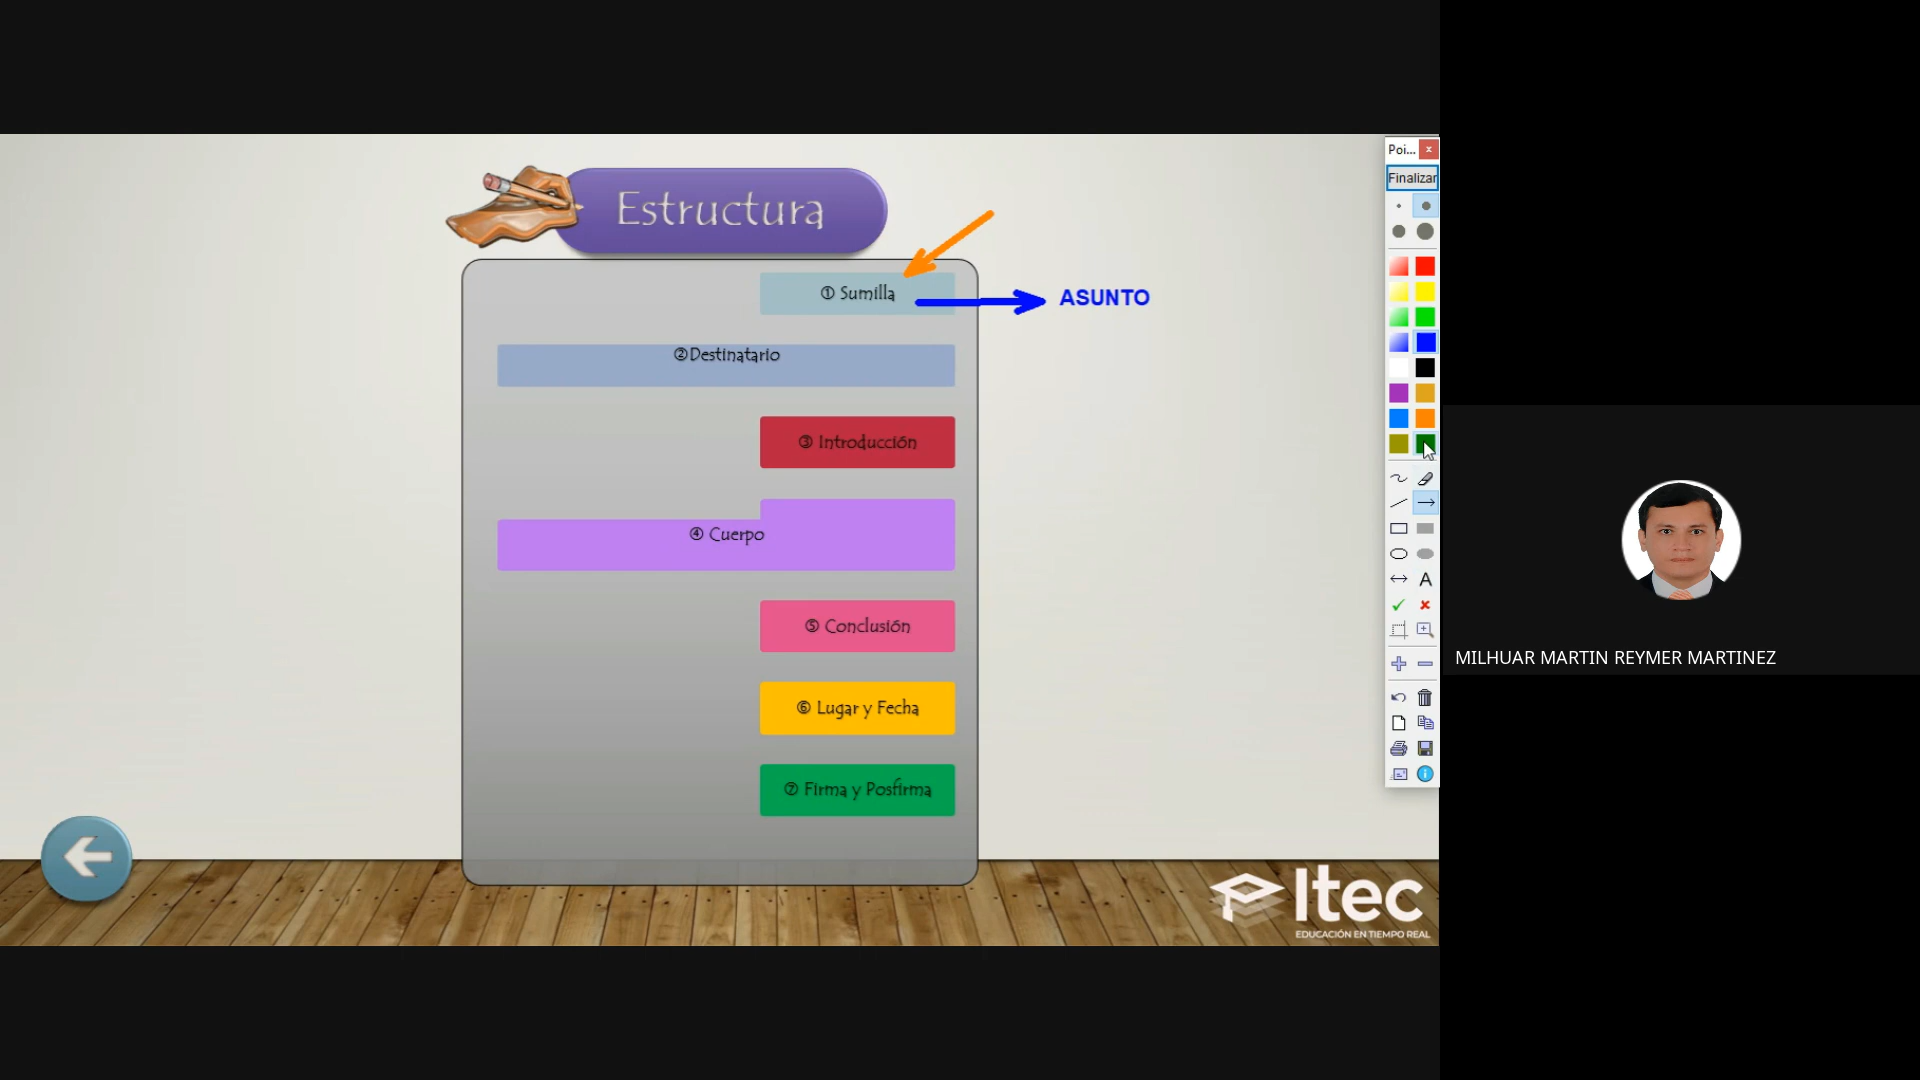 Poi...
Finalizar
Estructura
① Sumilla
ASUNTO
②Destinatario
③ Introducción
④ Cuerpo
⑤ Conclusión
⑥ Lugar y Fecha
⑦ Firma y Posfirma
A
Itec
EDUCACIÓN EN TIEMPO REAL
MILHUAR MARTIN REYMER MARTINEZ